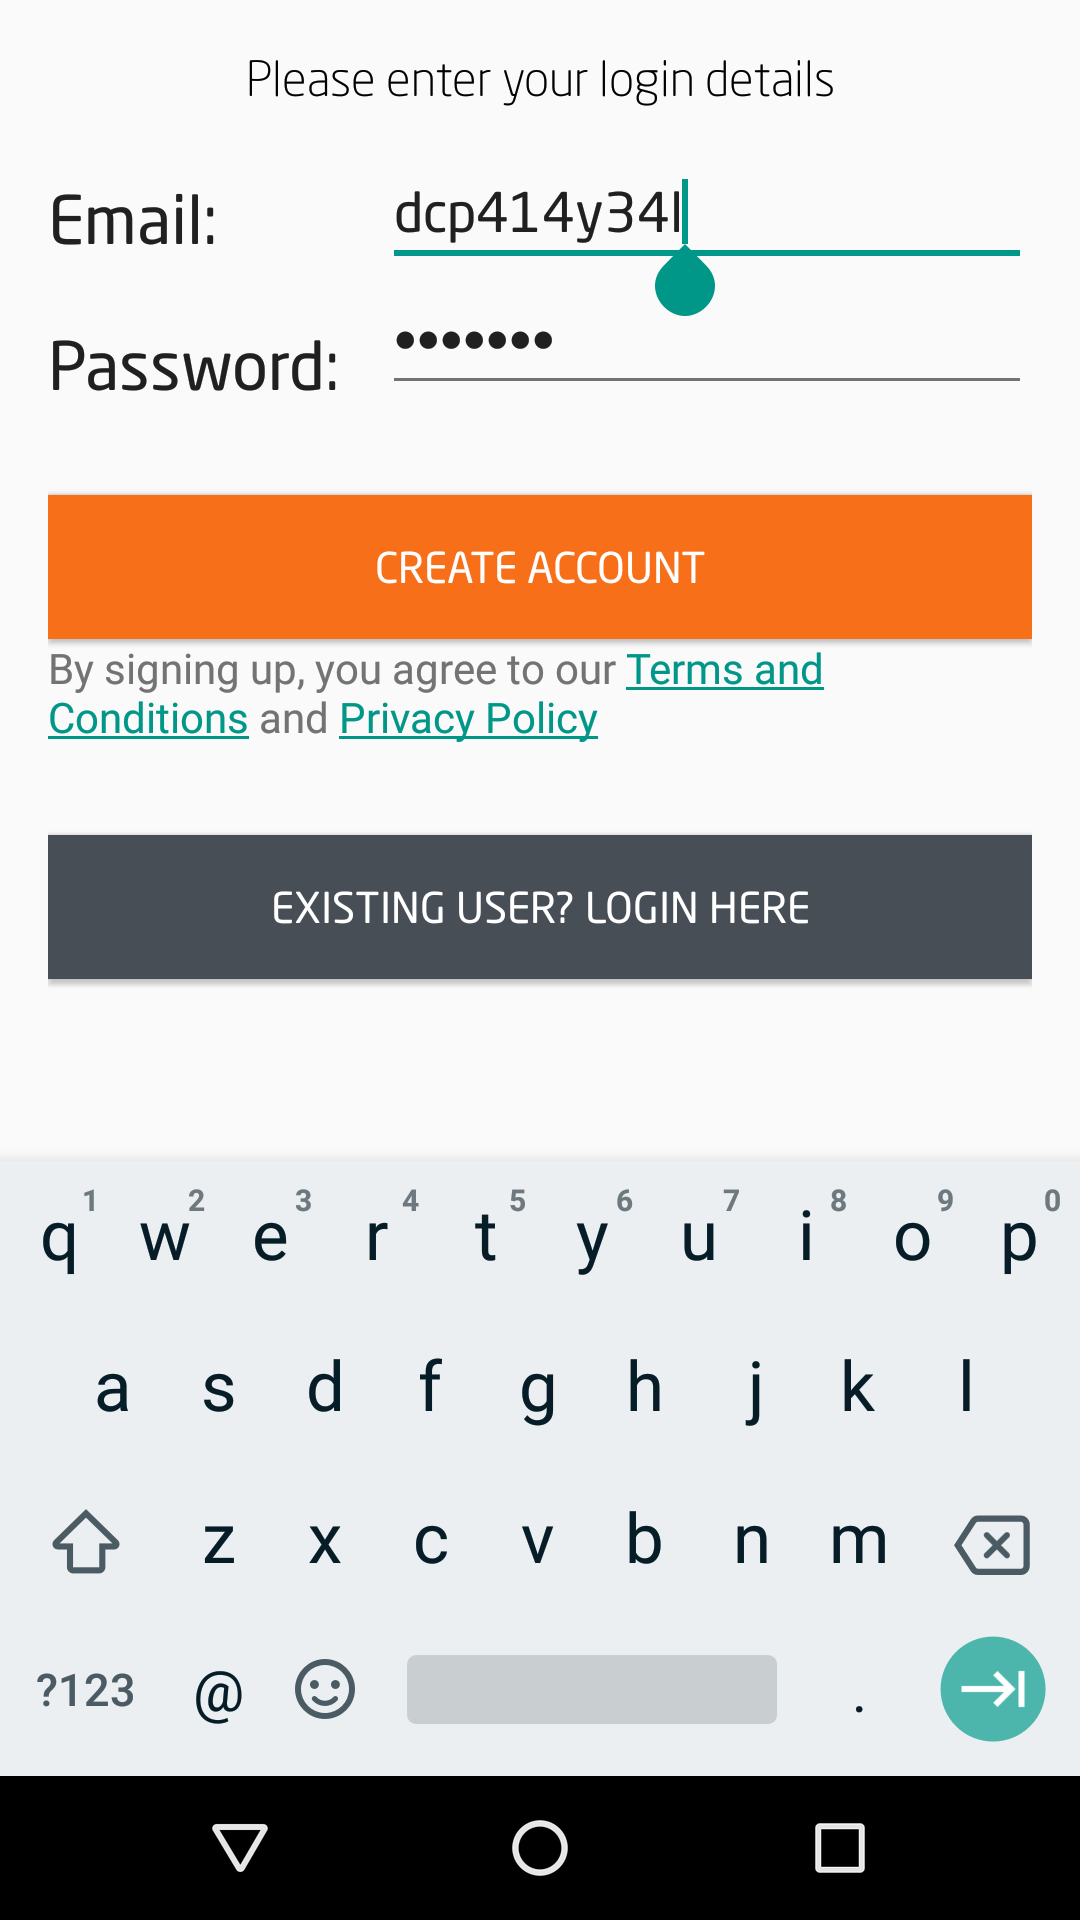 Please enter your login details
Email: dcp414y34l
Password: •••••••
CREATE ACCOUNT
By signing up, you agree to our Terms and
Conditions and Privacy Policy
EXISTING USER? LOGIN HERE
1 2 3 4 5 6 7 8 9 0
q w e r t y u i o p
a s d f g h j k l
z x c v b n m
?123 @ .